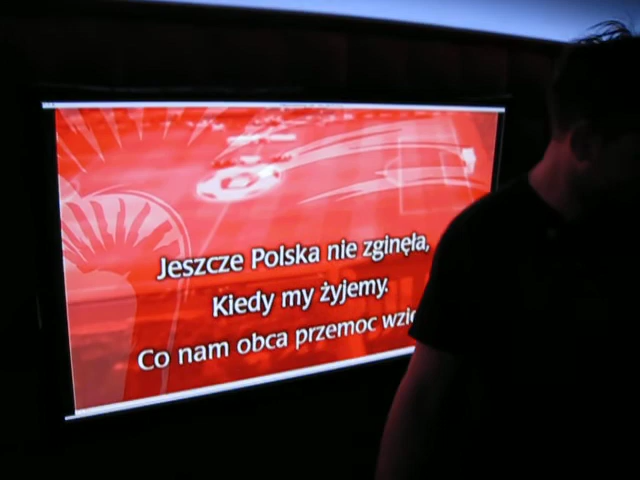 Jeszcze Polska nie zginęła,
Kiedy my żyjemy.
Co nam obca przemoc